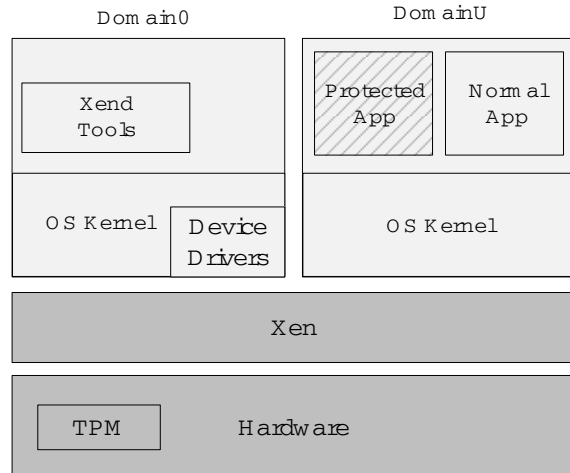 Domain0
DomainU
Xend
Tools
Protected
App
Normal
App
OS Kernel
Device
Drivers
OS Kernel
Xen
TPM
Hardware